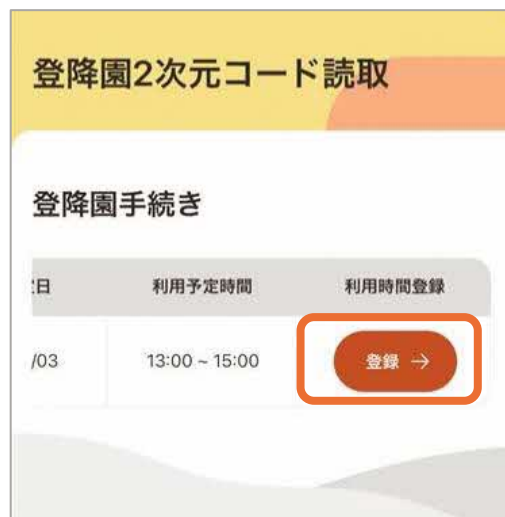 登降園2次元コード読取
登降園手続き
日 利用予定時間 利用時間登録
/03 13:00 ~ 15:00 登録 →